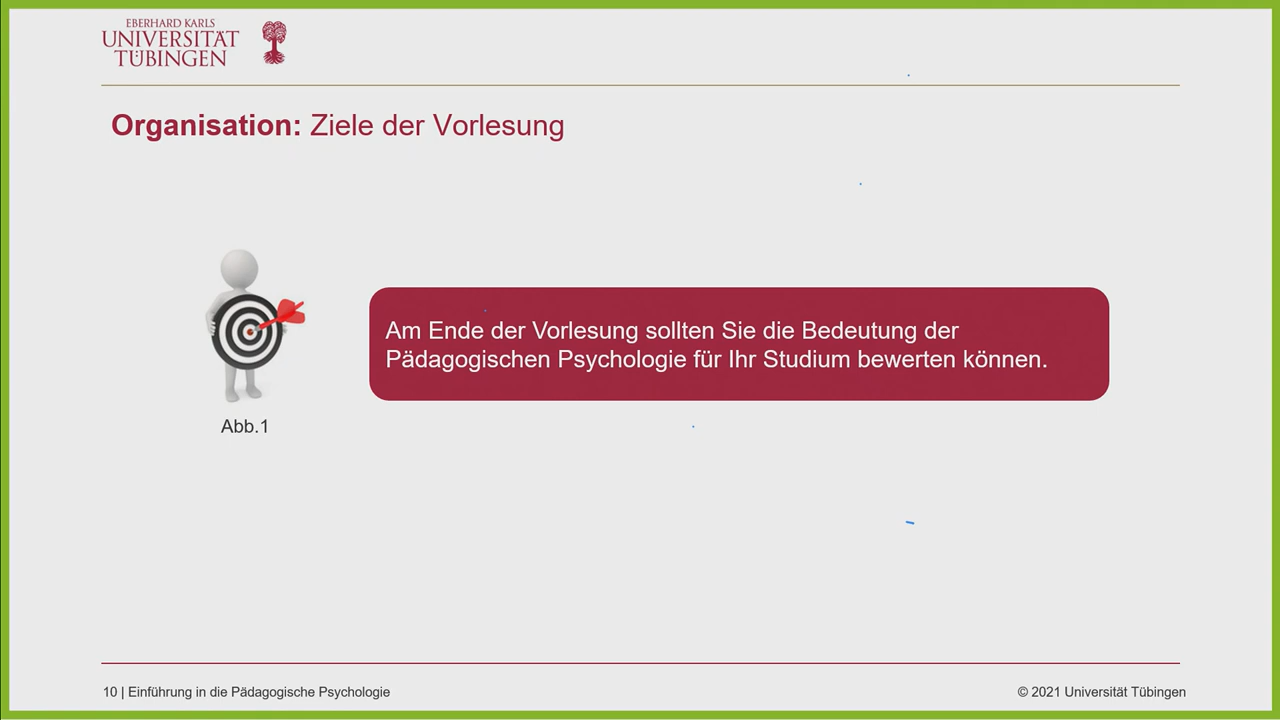 EBERHARD KARLS
UNIVERSITÄT
TÜBINGEN
Organisation: Ziele der Vorlesung
Am Ende der Vorlesung sollten Sie die Bedeutung der
Pädagogischen Psychologie für Ihr Studium bewerten können.
Abb.1
10 | Einführung in die Pädagogische Psychologie
© 2021 Universität Tübingen